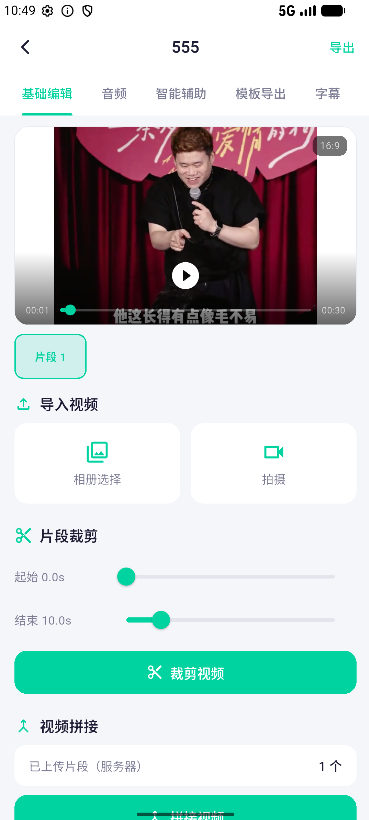 10:49
5G
555
导出
基础编辑 音频 智能辅助 模板导出 字幕
16:9
00:01
00:30
他这长得有点像毛不易
片段 1
导入视频
相册选择 拍摄
片段裁剪
起始 0.0s
结束 10.0s
裁剪视频
视频拼接
已上传片段（服务器） 1 个
拼接视频